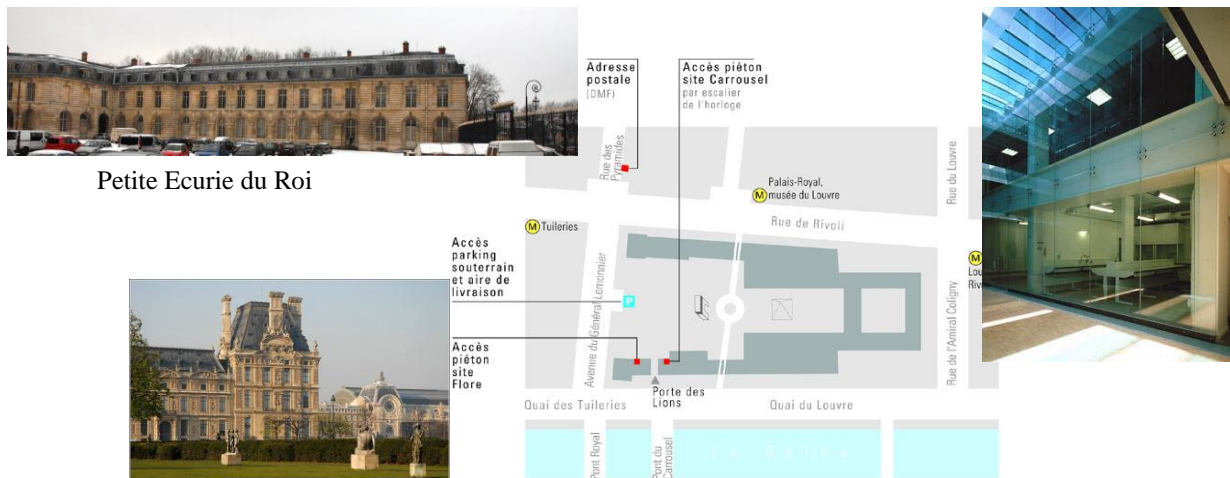 Petite Ecurie du Roi
Adresse
postale
(DMF)
Accès piéton
site Carrousel
par escalier
de l'horloge
Rue des
Pyramides
Palais-Royal,
musée du Louvre
M
Rue du Louvre
Rue de Rivoli
M Tuileries
Accès
parking
souterrain
et aire de
livraison
P
Avenue du Général Lemonnier
M
Lou
Riv
Rue de l'Amiral Coligny
Accès
piéton
site
Flore
Porte des
Lions
Quai des Tuileries
Quai du Louvre
Pont Royal
Pont du
Carrousel
La Seine